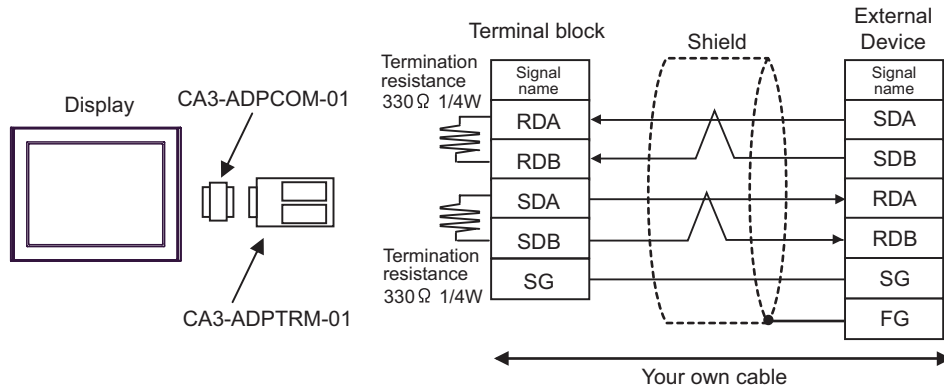 Display
CA3-ADPCOM-01
CA3-ADPTRM-01
Terminal block
Shield
External
Device
Termination
resistance
330Ω 1/4W
Signal
name
RDA
RDB
SDA
SDB
SG
Termination
resistance
330Ω 1/4W
Signal
name
SDA
SDB
RDA
RDB
SG
FG
Your own cable